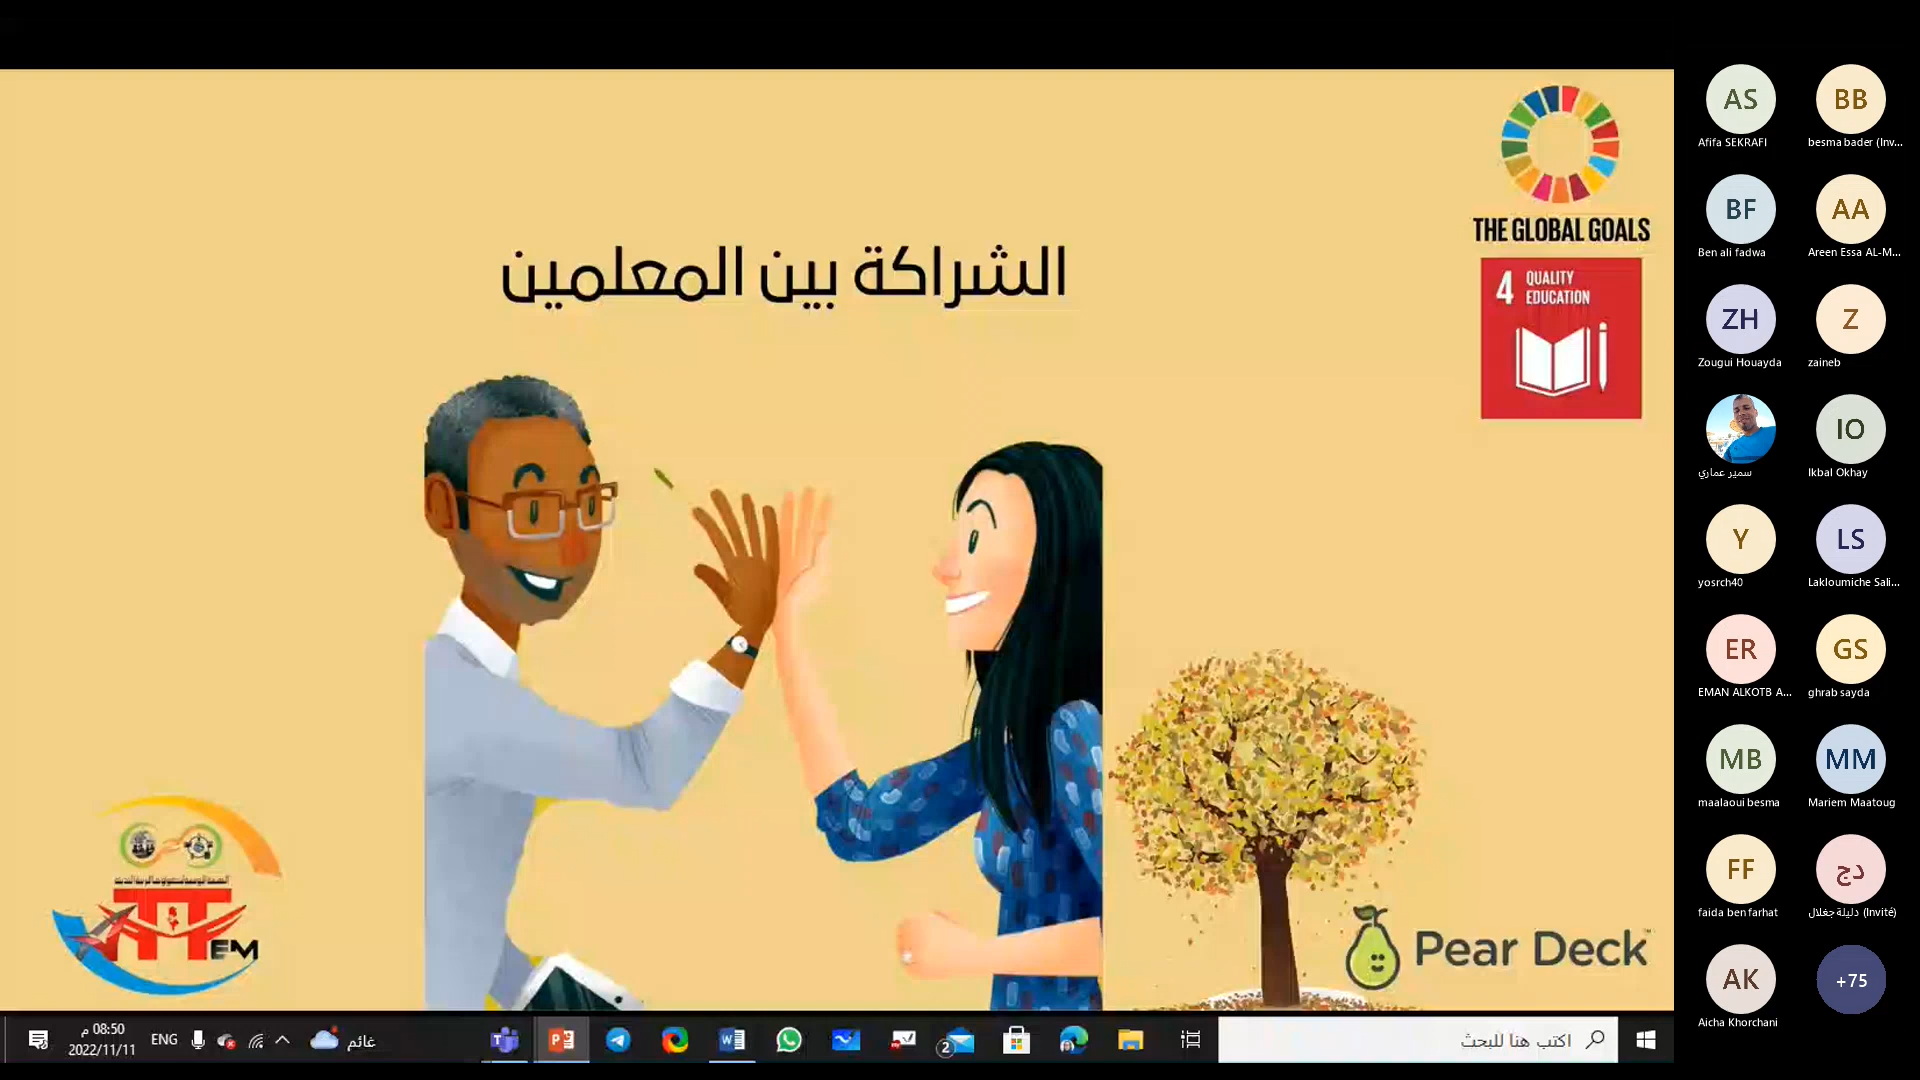 الشراكة بين المعلمين
THE GLOBAL GOALS
4 QUALITY
EDUCATION
EM
Pear Deck
AS
Afifa SEKRAFI
BB
besma bader (Inv...
BF
Ben ali fadwa
AA
Areen Essa AL-M...
ZH
Zougui Houayda
Z
zaineb
سمير عماري
IO
Ikbal Okhay
Y
yosrch40
LS
Lakloumiche Sali...
ER
EMAN ALKOTB A...
GS
ghrab sayda
MB
maalaoui besma
MM
Mariem Maatoug
FF
faida ben farhat
دج
دليلة جغلال (Invité)
AK
Aicha Khorchani
+75
08:50 م
2022/11/11
ENG
غائم
2
اكتب هنا للبحث